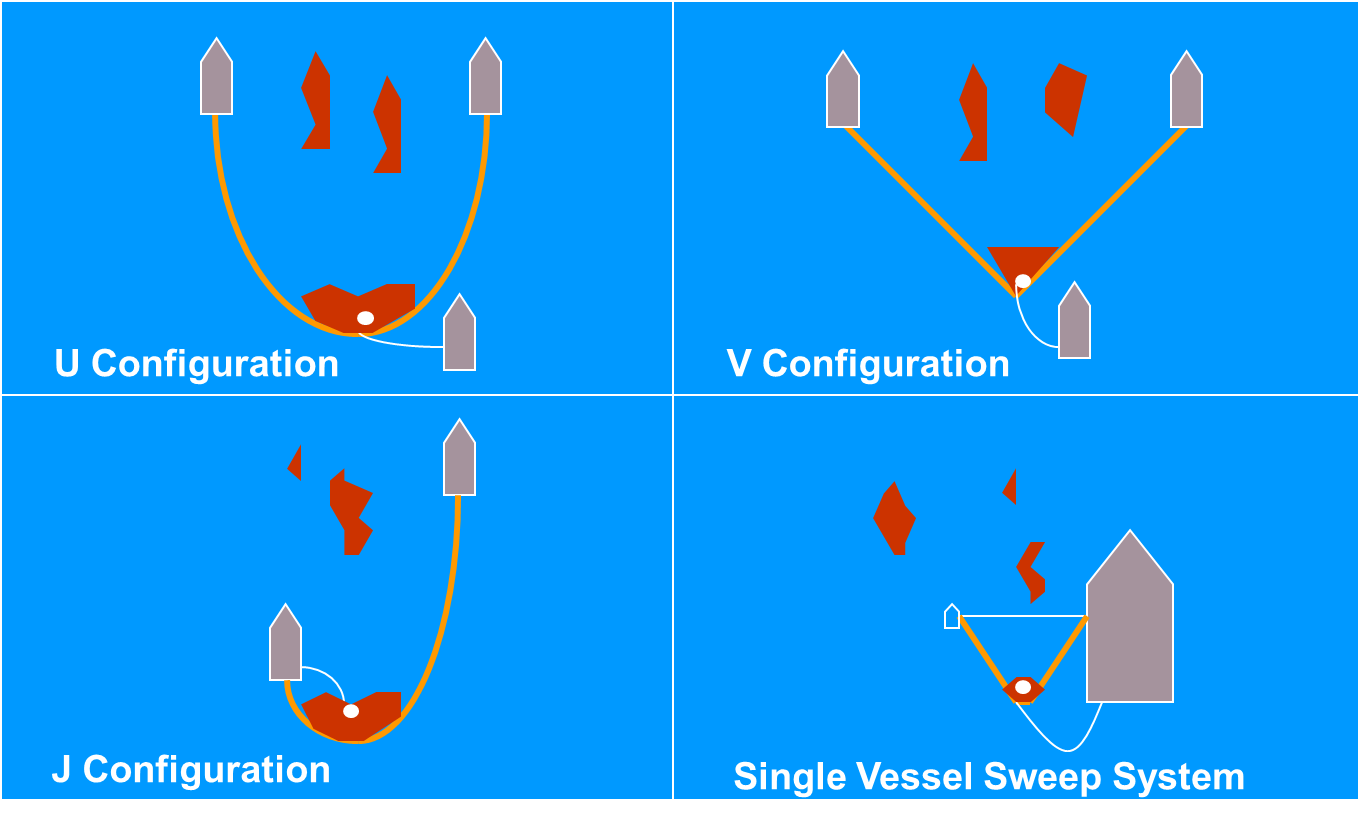 U Configuration
V Configuration
J Configuration
Single Vessel Sweep System